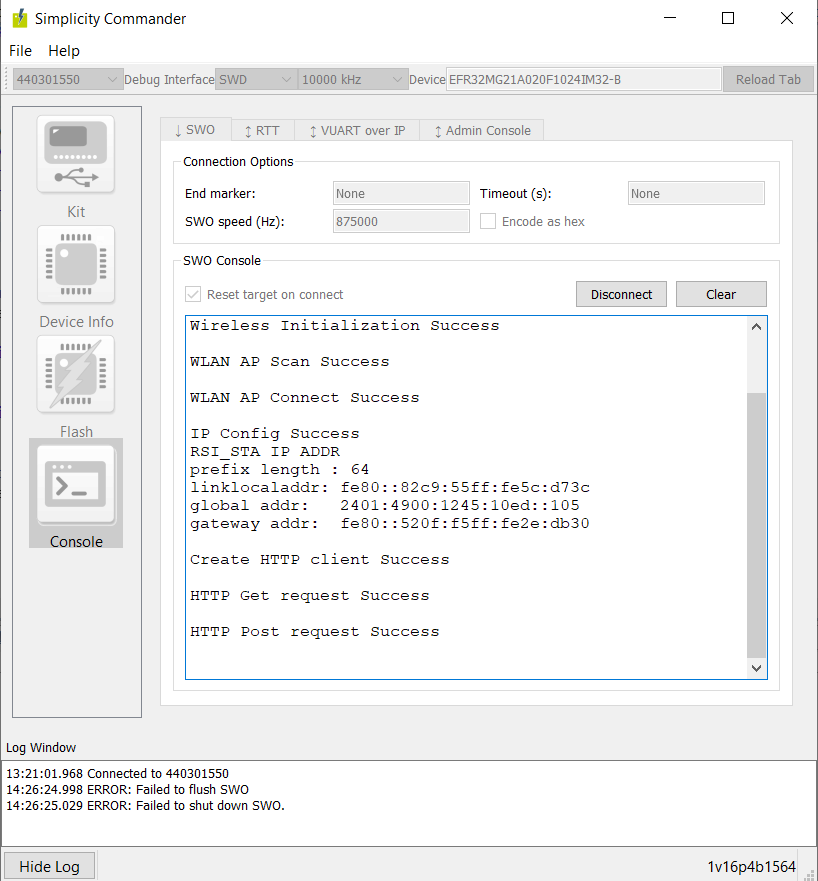 Simplicity Commander
File Help
440301550 Debug Interface SWD 10000 kHz Device EFR32MG21A020F1024IM32-B Reload Tab
Kit
Device Info
Flash
Console
↓ SWO ↕ RTT ↕ VUART over IP ↕ Admin Console
Connection Options
End marker: None Timeout (s): None
SWO speed (Hz): 875000 Encode as hex
SWO Console
Reset target on connect Disconnect Clear
Wireless Initialization Success
WLAN AP Scan Success
WLAN AP Connect Success
IP Config Success
RSI_STA IP ADDR
prefix length : 64
linklocaladdr: fe80::82c9:55ff:fe5c:d73c
global addr: 2401:4900:1245:10ed::105
gateway addr: fe80::520f:f5ff:fe2e:db30
Create HTTP client Success
HTTP Get request Success
HTTP Post request Success
Log Window
13:21:01.968 Connected to 440301550
14:26:24.998 ERROR: Failed to flush SWO
14:26:25.029 ERROR: Failed to shut down SWO.
Hide Log 1v16p4b1564